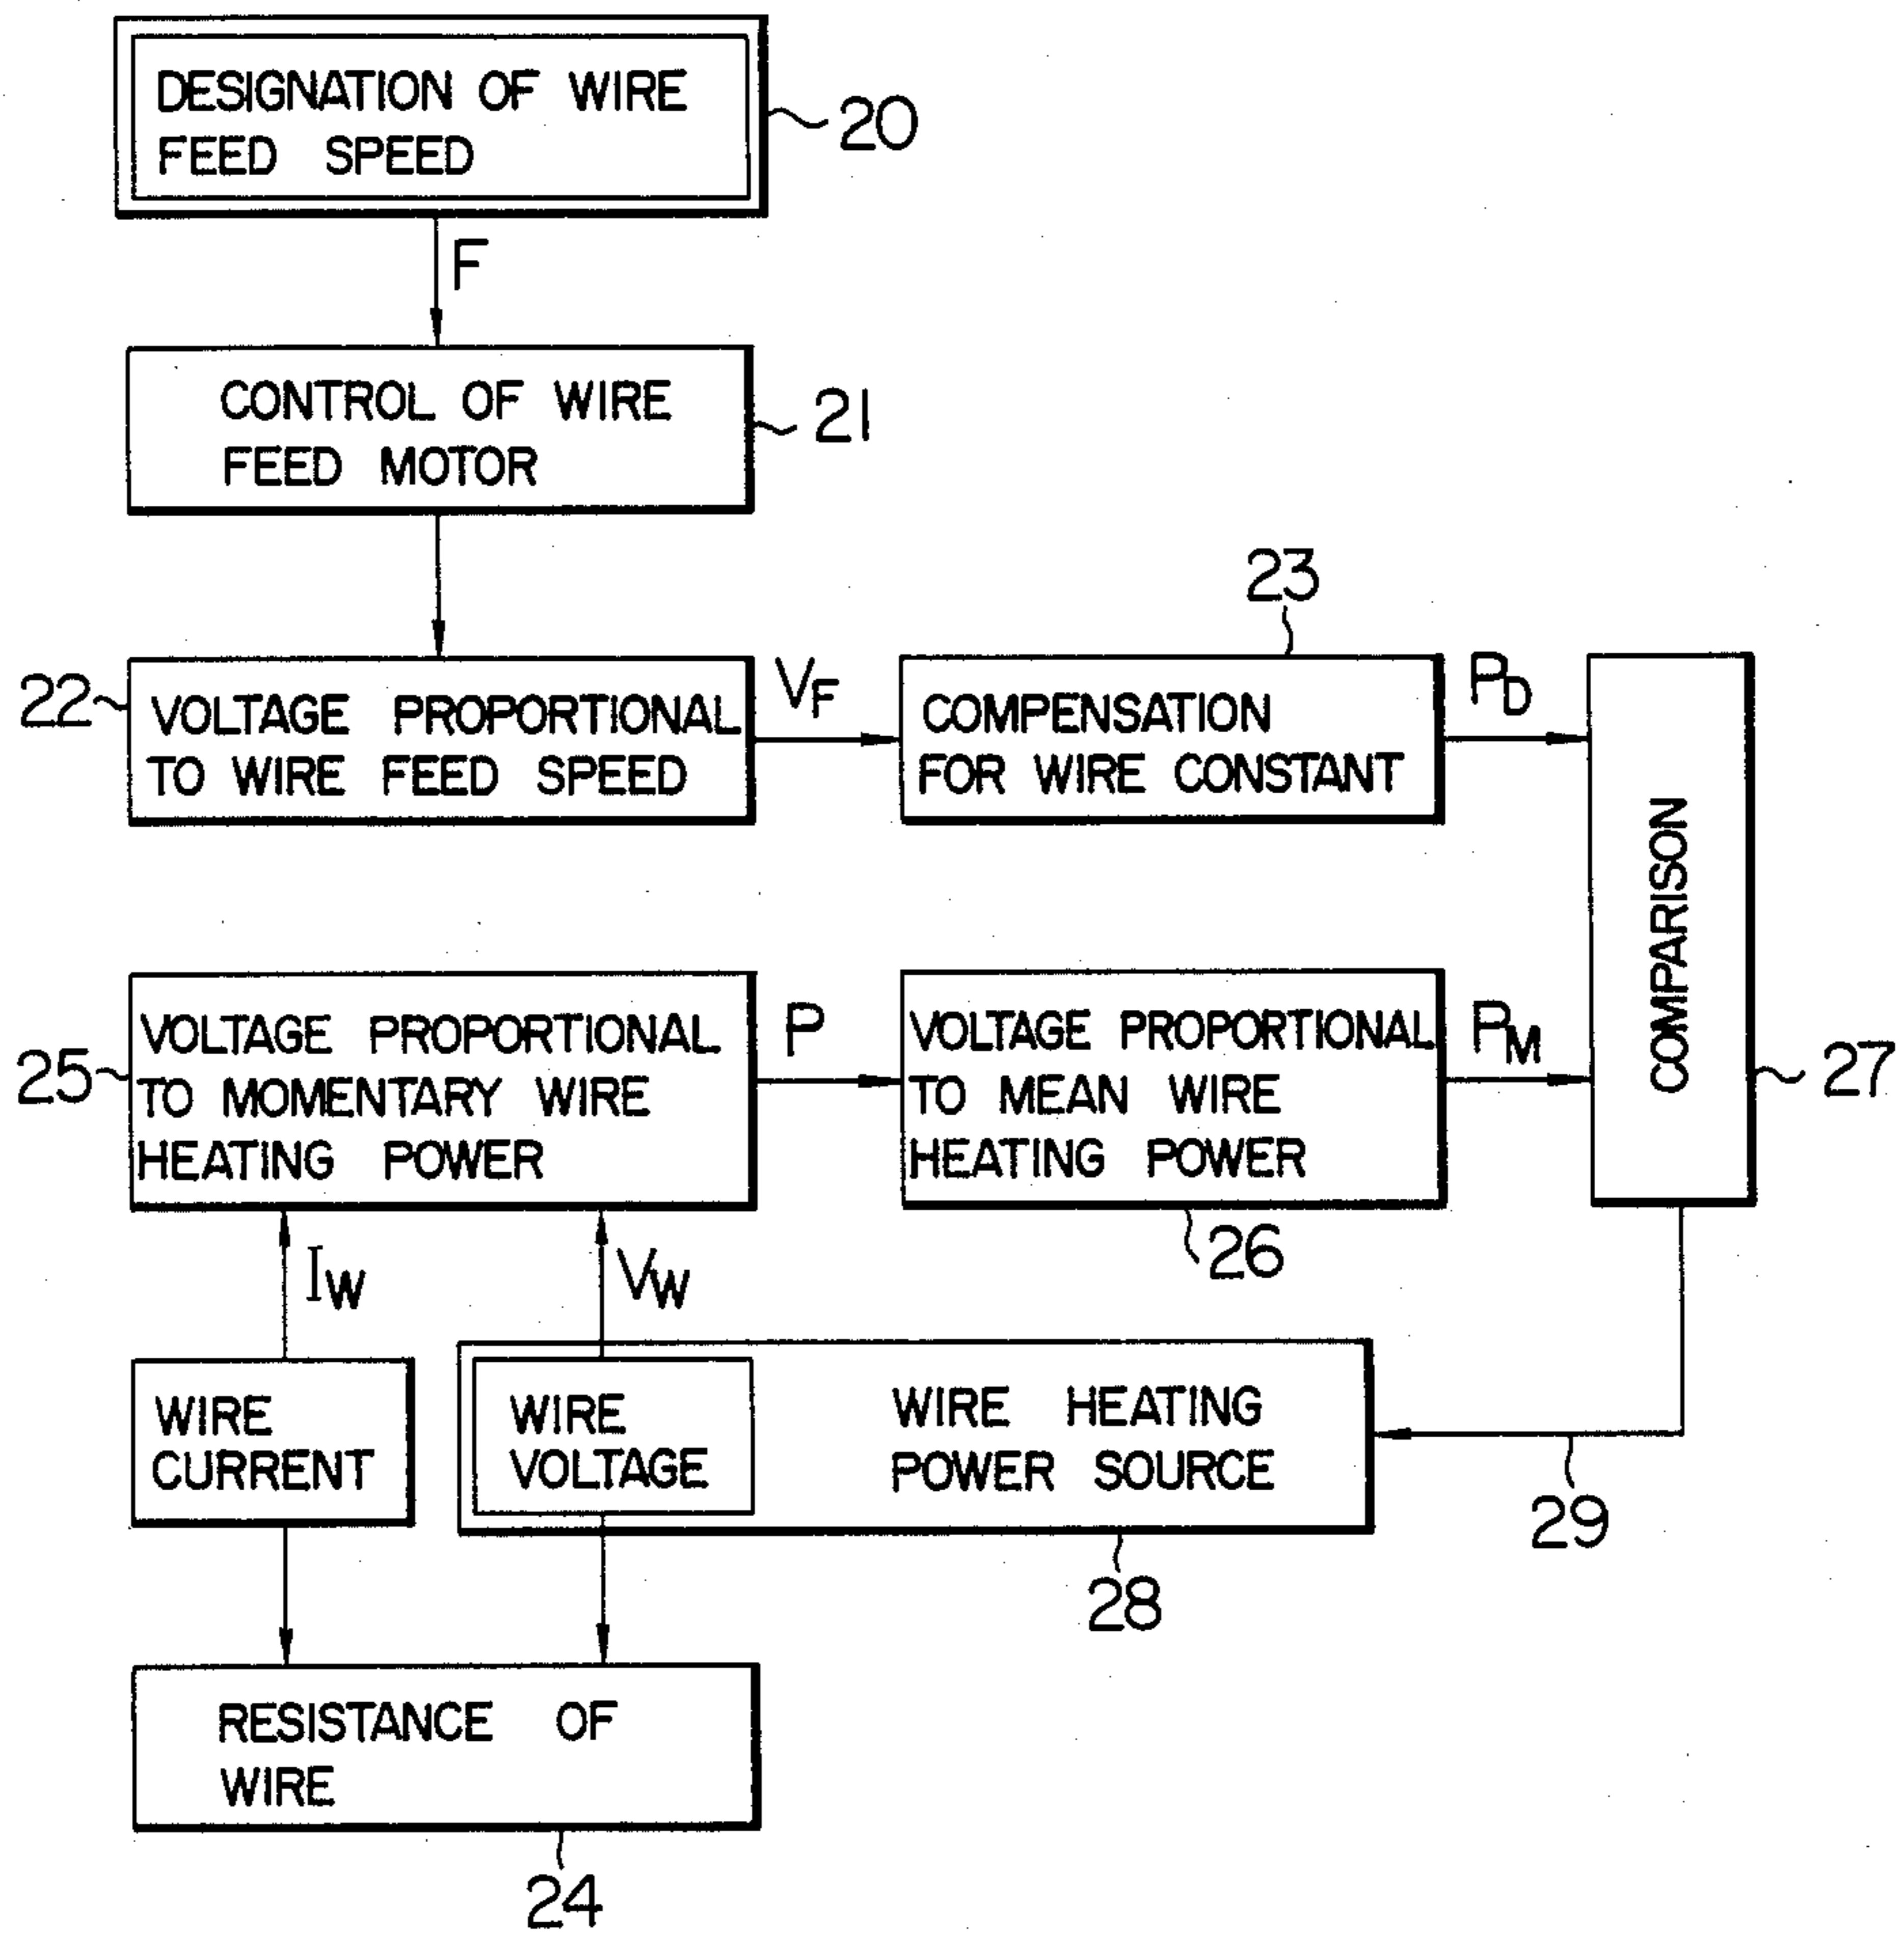 DESIGNATION OF WIRE
FEED SPEED
20
F
CONTROL OF WIRE
FEED MOTOR
21
22
VOLTAGE PROPORTIONAL
TO WIRE FEED SPEED
VF
23
COMPENSATION
FOR WIRE CONSTANT
PD
COMPARISON
27
25
VOLTAGE PROPORTIONAL
TO MOMENTARY WIRE
HEATING POWER
P
VOLTAGE PROPORTIONAL
TO MEAN WIRE
HEATING POWER
PM
26
IW
VW
WIRE
CURRENT
WIRE
VOLTAGE
WIRE HEATING
POWER SOURCE
29
28
RESISTANCE OF
WIRE
24